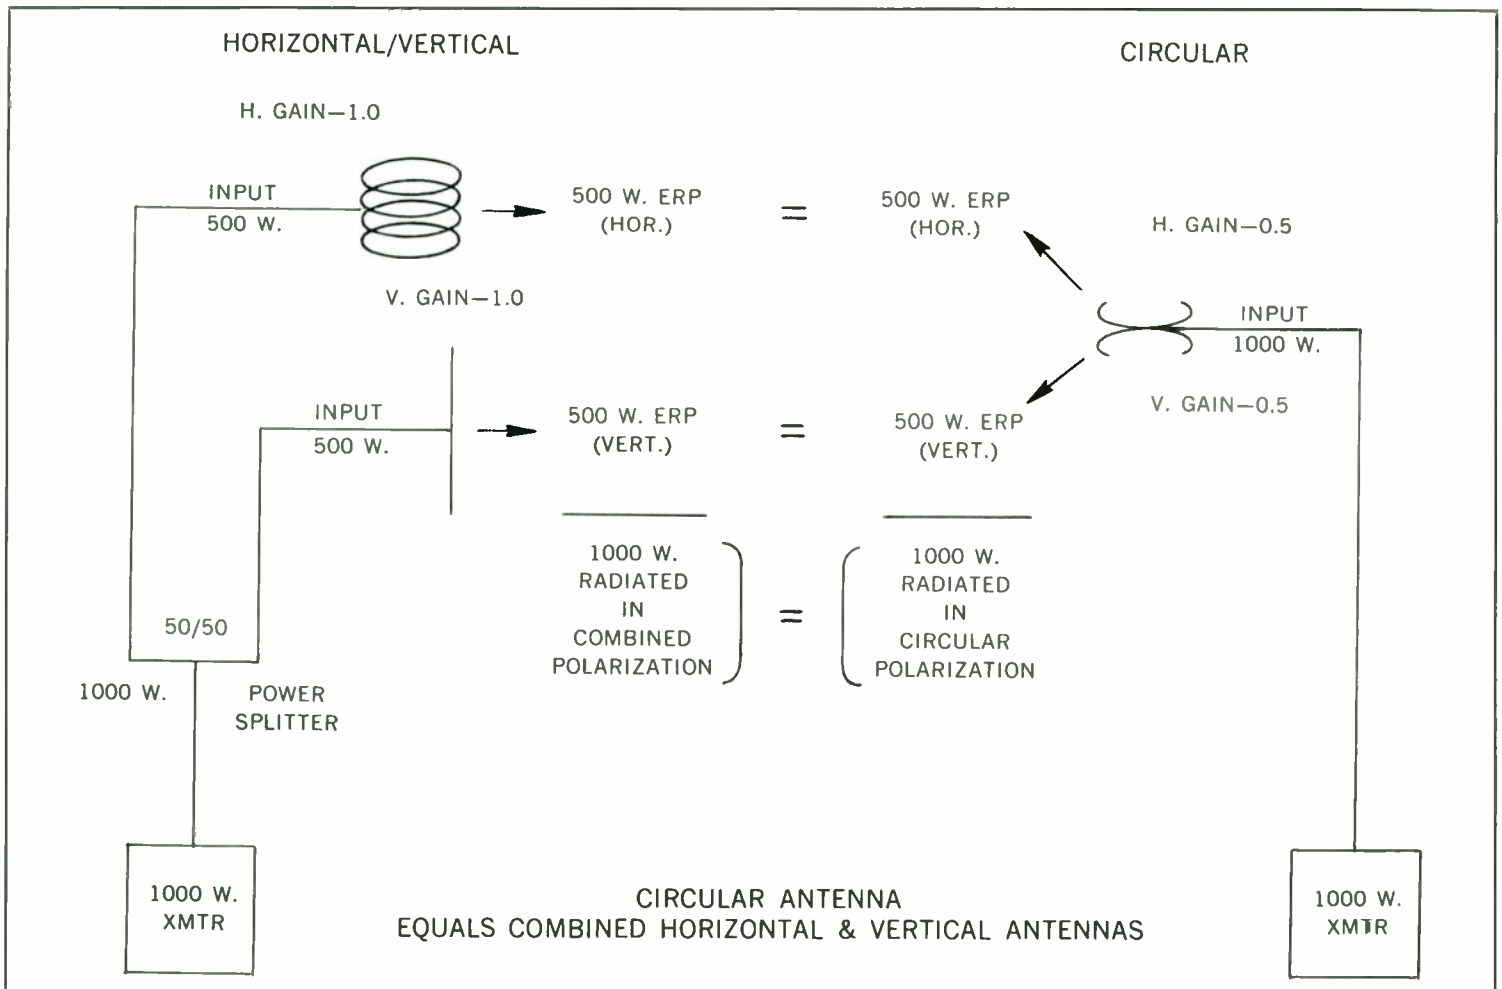 HORIZONTAL/VERTICAL
CIRCULAR
H. GAIN—1.0
INPUT
500 W.
500 W. ERP
(HOR.)
=
500 W. ERP
(HOR.)
H. GAIN—0.5
V. GAIN—1.0
INPUT
1000 W.
INPUT
500 W.
500 W. ERP
(VERT.)
=
500 W. ERP
(VERT.)
V. GAIN—0.5
1000 W.
RADIATED
IN
COMBINED
POLARIZATION
=
1000 W.
RADIATED
IN
CIRCULAR
POLARIZATION
50/50
1000 W.
POWER
SPLITTER
1000 W.
XMTR
CIRCULAR ANTENNA
EQUALS COMBINED HORIZONTAL & VERTICAL ANTENNAS
1000 W.
XMTR